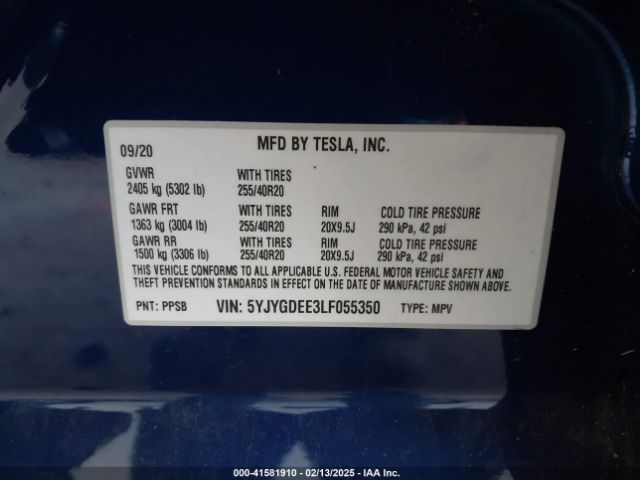 MFD BY TESLA, INC.
09/20
GVWR WITH TIRES
2405 kg (5302 lb) 255/40R20
GAWR FRT WITH TIRES RIM COLD TIRE PRESSURE
1363 kg (3004 lb) 255/40R20 20X9.5J 290 kPa, 42 psi
GAWR RR WITH TIRES RIM COLD TIRE PRESSURE
1500 kg (3306 lb) 255/40R20 20X9.5J 290 kPa, 42 psi
THIS VEHICLE CONFORMS TO ALL APPLICABLE U.S. FEDERAL MOTOR VEHICLE SAFETY AND
THEFT PREVENTION STANDARDS IN EFFECT ON THE DATE OF MANUFACTURE SHOWN ABOVE.
PNT: PPSB VIN: 5YJYGDEE3LF055350 TYPE: MPV
000-41581910 - 02/13/2025 - IAA Inc.